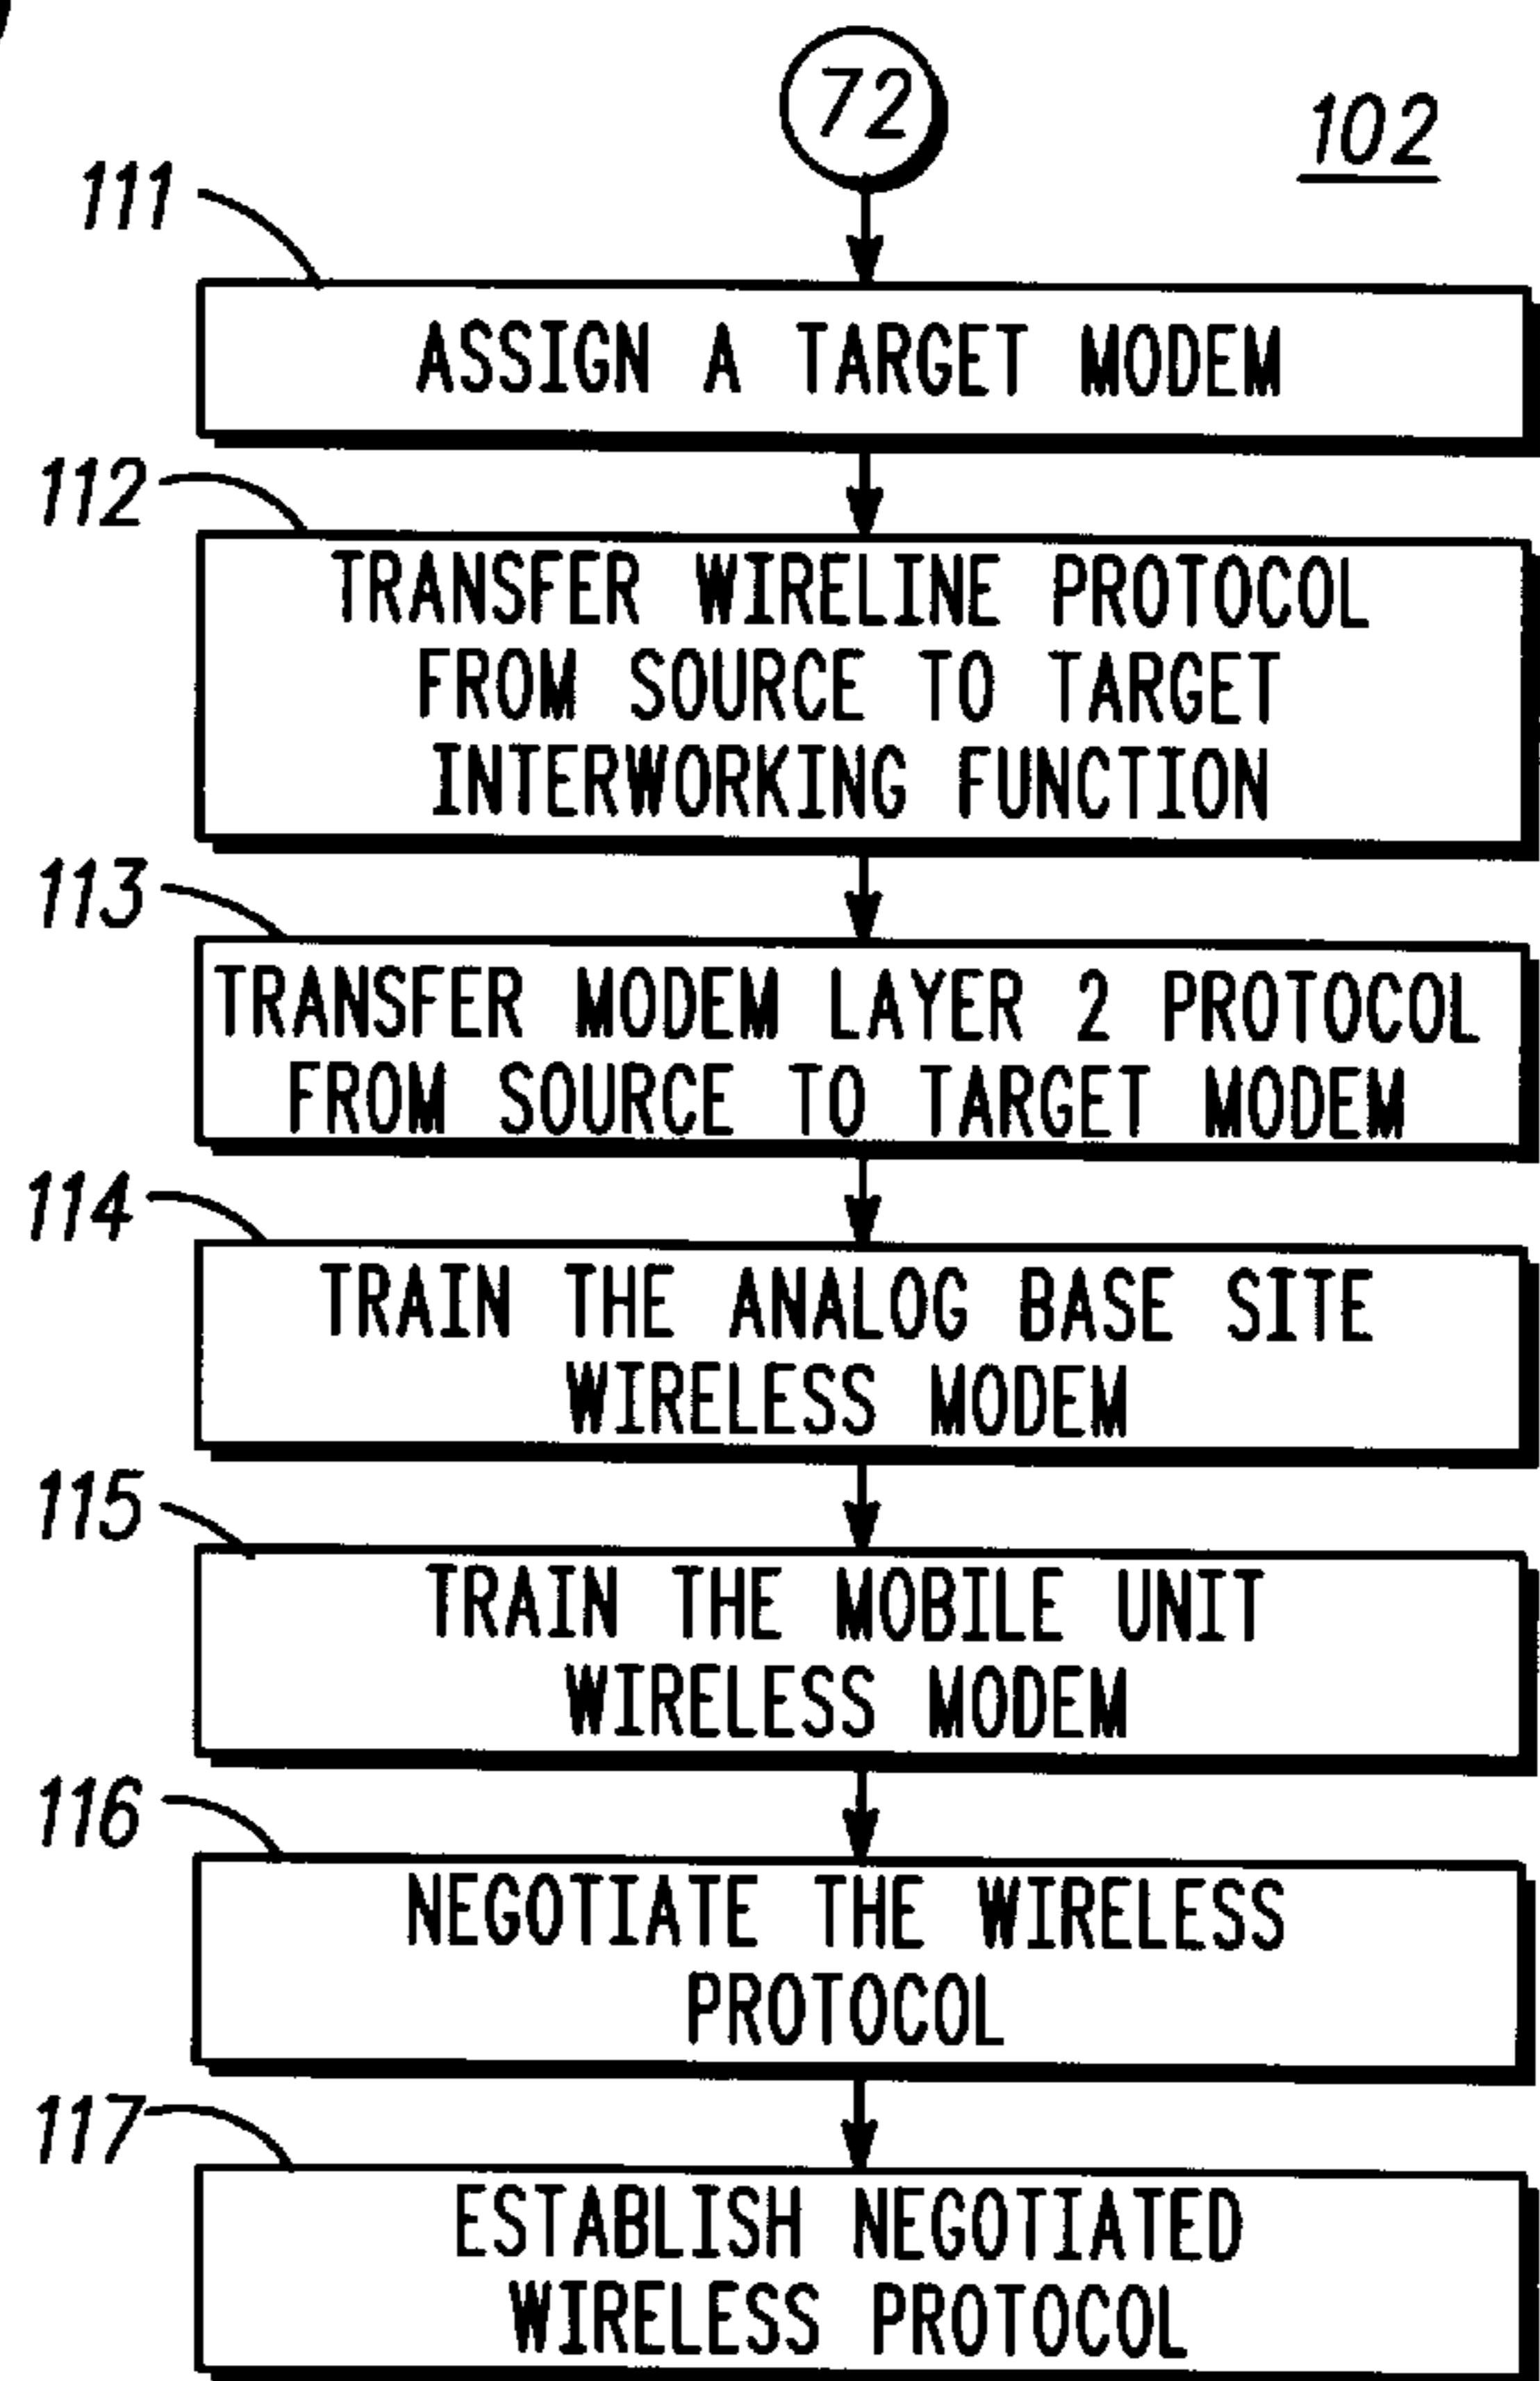 72
102
111
ASSIGN A TARGET MODEM
112
TRANSFER WIRELINE PROTOCOL
FROM SOURCE TO TARGET
INTERWORKING FUNCTION
113
TRANSFER MODEM LAYER 2 PROTOCOL
FROM SOURCE TO TARGET MODEM
114
TRAIN THE ANALOG BASE SITE
WIRELESS MODEM
115
TRAIN THE MOBILE UNIT
WIRELESS MODEM
116
NEGOTIATE THE WIRELESS
PROTOCOL
117
ESTABLISH NEGOTIATED
WIRELESS PROTOCOL